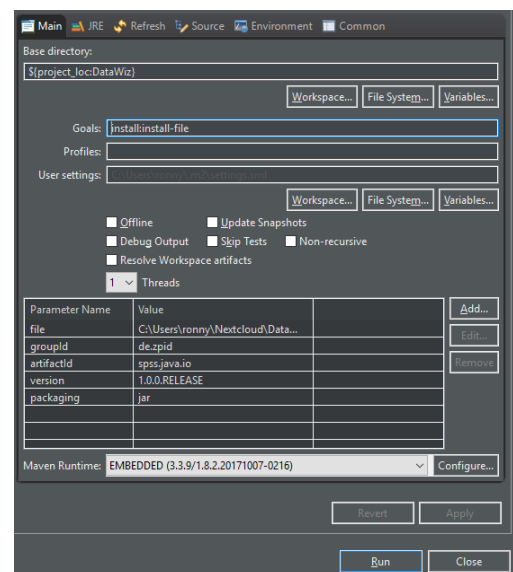 Main JRE Refresh Source Environment Common
Base directory:
${project_loc:DataWiz}
Workspace... File System... Variables...
Goals: install:install-file
Profiles:
User settings: C:\Users\ronny\.m2\settings.xml
Workspace... File System... Variables...
Offline Update Snapshots
Debug Output Skip Tests Non-recursive
Resolve Workspace artifacts
1 Threads
Parameter Name Value Add...
file C:\Users\ronny\Nextcloud\Data...
Edit...
groupId de.zpid
artifactId spss.java.io Remove
version 1.0.0.RELEASE
packaging jar
Maven Runtime: EMBEDDED (3.3.9/1.8.2.20171007-0216) Configure...
Revert Apply
Run Close